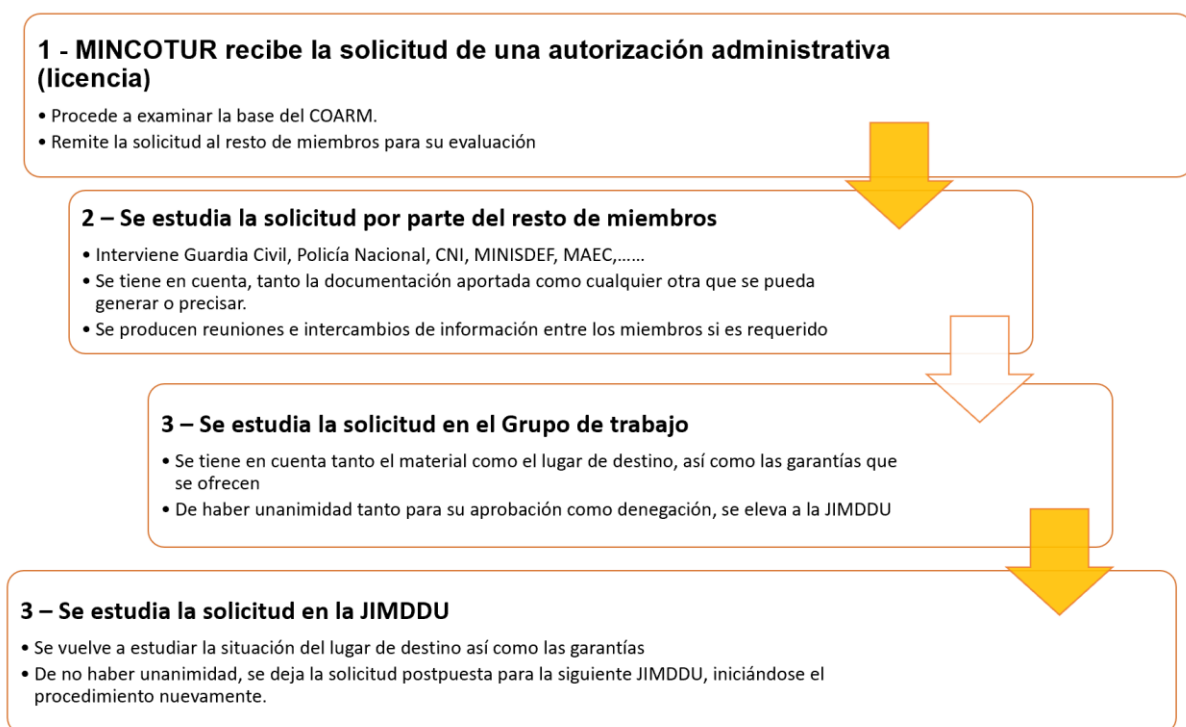 1 - MINCOTUR recibe la solicitud de una autorización administrativa
(licencia)
• Procede a examinar la base del COARM.
• Remite la solicitud al resto de miembros para su evaluación
2 – Se estudia la solicitud por parte del resto de miembros
• Interviene Guardia Civil, Policía Nacional, CNI, MINISDEF, MAEC,......
• Se tiene en cuenta, tanto la documentación aportada como cualquier otra que se pueda
generar o precisar.
• Se producen reuniones e intercambios de información entre los miembros si es requerido
3 – Se estudia la solicitud en el Grupo de trabajo
• Se tiene en cuenta tanto el material como el lugar de destino, así como las garantías que
se ofrecen
• De haber unanimidad tanto para su aprobación como denegación, se eleva a la JIMDDU
3 – Se estudia la solicitud en la JIMDDU
• Se vuelve a estudiar la situación del lugar de destino así como las garantías
• De no haber unanimidad, se deja la solicitud postpuesta para la siguiente JIMDDU, iniciándose el
procedimiento nuevamente.